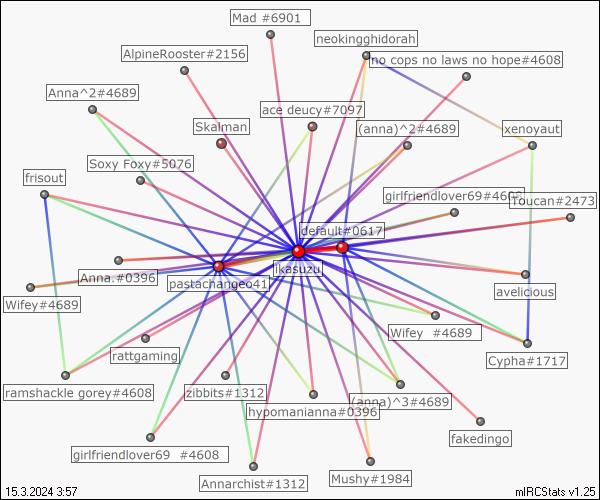 Mad #6901
neokingghidorah
AlpineRooster#2156
no cops no laws no hope#4608
Anna^2#4689
ace deucy#7097
Skalman
(anna)^2#4689
xenoyaut
Soxy Foxy#5076
frisout
girlfriendlover69#4608
Toucan#2473
default#0617
ikasuzu
Anna.#0396
pastachangeo41
avelicious
Wifey#4689
Wifey #4689
rattgaming
Cypha#1717
ramshackle gorey#4608
zibbits#1312
(anna)^3#4689
hypomanianna#0396
fakedingo
girlfriendlover69 #4608
Annarchist#1312
Mushy#1984
15.3.2024 3:57
mIRCStats v1.25